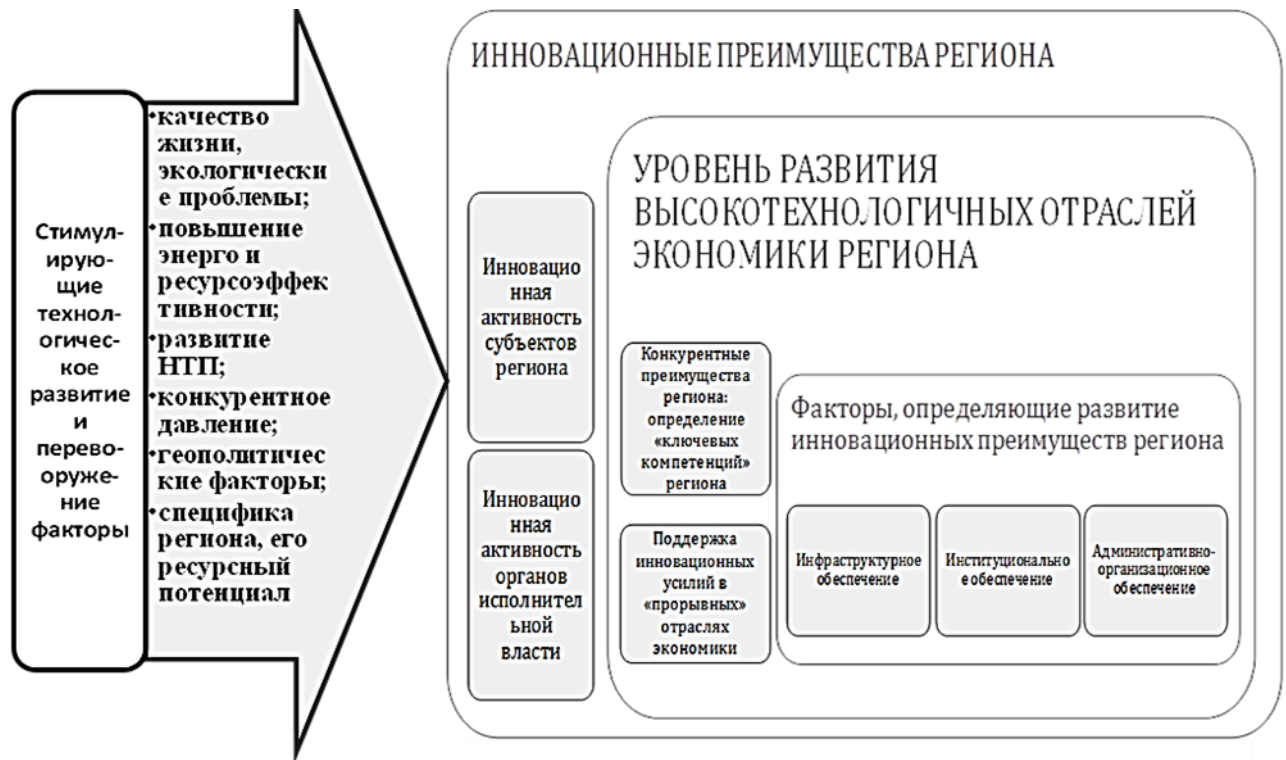 Стимул-
ирую-
щие
технол-
огичес-
кое
развитие
и
перево-
оруже-
ние
факторы
•качество
жизни,
экологически
е проблемы;
•повышение
энерго и
ресурсоэффек
тивности;
•развитие
НТП;
•конкурентное
давление;
•геополитичес
кие факторы;
•специфика
региона, его
ресурсный
потенциал
ИННОВАЦИОННЫЕ ПРЕИМУЩЕСТВА РЕГИОНА
Инновацио
нная
активность
субъектов
региона
Инновацио
нная
активность
органов
исполнител
ьной
власти
УРОВЕНЬ РАЗВИТИЯ
ВЫСОКОТЕХНОЛОГИЧНЫХ ОТРАСЛЕЙ
ЭКОНОМИКИ РЕГИОНА
Конкурентные
преимущества
региона:
определение
«ключевых
компетенций»
региона
Поддержка
инновационных
усилий в
«прорывных»
отраслях
экономики
Факторы, определяющие развитие
инновационных преимуществ региона
Инфраструктурное
обеспечение
Институционально
е обеспечение
Административно-
организационное
обеспечение